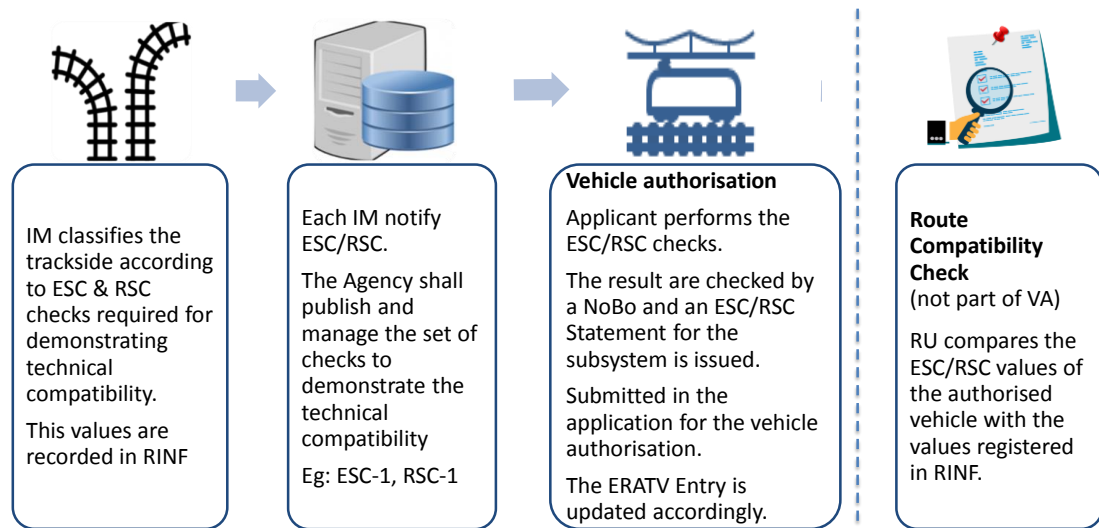 IM classifies the
trackside according
to ESC & RSC
checks required for
demonstrating
technical
compatibility.
This values are
recorded in RINF
Each IM notify
ESC/RSC.
The Agency shall
publish and
manage the set of
checks to
demonstrate the
technical
compatibility
Eg: ESC-1, RSC-1
Vehicle authorisation
Applicant performs the
ESC/RSC checks.
The result are checked by
a NoBo and an ESC/RSC
Statement for the
subsystem is issued.
Submitted in the
application for the vehicle
authorisation.
The ERATV Entry is
updated accordingly.
Route
Compatibility
Check
(not part of VA)
RU compares the
ESC/RSC values of
the authorised
vehicle with the
values registered
in RINF.